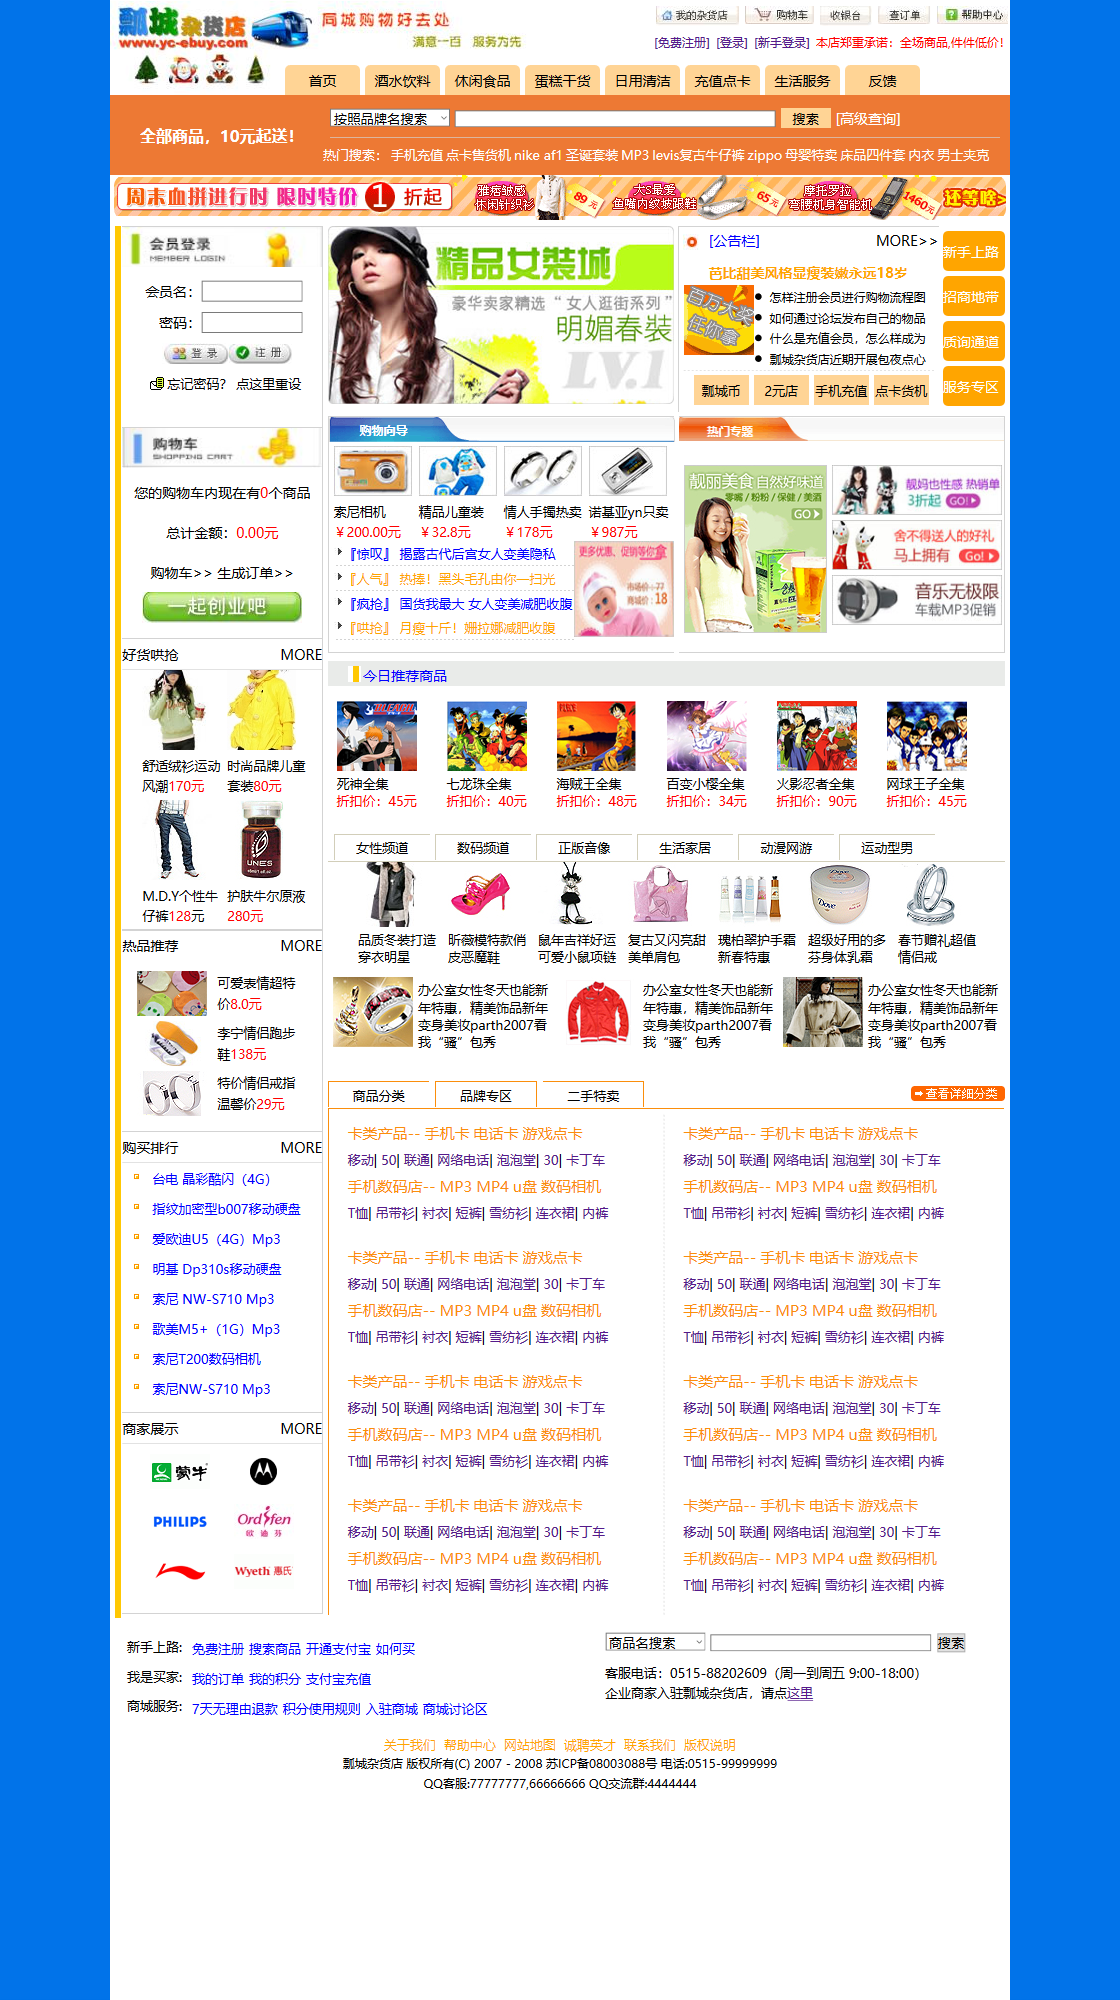 瓢城杂货店 同城购物好去处
www.yc-ebuy.com 满意一百 服务为先
我的杂货店 购物车 收银台 查订单 帮助中心
[免费注册] [登录] [新手登录] 本店郑重承诺：全场商品,件件低价!
首页 酒水饮料 休闲食品 蛋糕干货 日用清洁 充值点卡 生活服务 反馈
全部商品，10元起送!
按照品牌名搜索 搜索 [高级查询]
热门搜索： 手机充值 点卡售货机 nike af1 圣诞套装 MP3 levis复古牛仔裤 zippo 母婴特卖 床品四件套 内衣 男士夹克
周末血拼进行时 限时特价 1 折起
雅痞皱感 休闲针织衫 89元
大S最爱 鱼嘴内纹坡跟鞋 65元
摩托罗拉 弯腰机身智能机 1460元 还等啥>
会员登录
MEMBER LOGIN
会员名：
密码：
登录 注册
忘记密码? 点这里重设
购物车
SHOPPING CART
您的购物车内现在有0个商品
总计金额：0.00元
购物车>> 生成订单>>
一起创业吧
好货哄抢 MORE
舒适绒衫运动风潮170元
时尚品牌儿童套装80元
UNES
M.D.Y个性牛仔裤128元
护肤牛尔原液280元
热品推荐 MORE
可爱表情超特价8.0元
李宁情侣跑步鞋138元
特价情侣戒指温馨价29元
购买排行 MORE
台电 晶彩酷闪（4G）
指纹加密型b007移动硬盘
爱欧迪U5（4G）Mp3
明基 Dp310s移动硬盘
索尼 NW-S710 Mp3
歌美M5+（1G）Mp3
索尼T200数码相机
索尼NW-S710 Mp3
商家展示 MORE
蒙牛
PHILIPS Ordifen
欧迪芬
Wyeth 惠氏
精品女装城
豪华卖家精选 “女人逛街系列”
明媚春装
LV.1
[公告栏] MORE>>
芭比甜美风格显瘦装嫩永远18岁
百万大奖
任你拿
怎样注册会员进行购物流程图
如何通过论坛发布自己的物品
什么是充值会员，怎么样成为
瓢城杂货店近期开展包夜点心
瓢城币 2元店 手机充值 点卡货机
新手上路
招商地带
质询通道
服务专区
购物向导
索尼相机 精品儿童装 情人手镯热卖 诺基亚yn只卖
￥200.00元 ￥32.8元 ￥178元 ￥987元
『惊叹』 揭露古代后宫女人变美隐私
『人气』 热捧！黑头毛孔由你—扫光
『疯抢』 国货我最大 女人变美减肥收腹
『哄抢』 月瘦十斤！姗拉娜减肥收腹
更多优惠、促销等你拿
市场价:77
商城价:18
热门专题
靓丽美食 自然好味道
零嘴 / 粉粉 / 保健 / 美酒
GO
靓妈也性感 热销单
3折起 GO!
舍不得送人的好礼
马上拥有 Go!
音乐无极限
车载MP3促销
今日推荐商品
死神全集 七龙珠全集 海贼王全集 百变小樱全集 火影忍者全集 网球王子全集
折扣价：45元 折扣价：40元 折扣价：48元 折扣价：34元 折扣价：90元 折扣价：45元
女性频道 数码频道 正版音像 生活家居 动漫网游 运动型男
品质冬装打造穿衣明星
昕薇模特款俏皮恶魔鞋
鼠年吉祥好运可爱小鼠项链
复古又闪亮甜美单肩包
瑰柏翠护手霜新春特惠
超级好用的多芬身体乳霜
春节赠礼超值情侣戒
办公室女性冬天也能新年特惠，精美饰品新年变身美妆parth2007看我“骚”包秀
办公室女性冬天也能新年特惠，精美饰品新年变身美妆parth2007看我“骚”包秀
办公室女性冬天也能新年特惠，精美饰品新年变身美妆parth2007看我“骚”包秀
商品分类 品牌专区 二手特卖 查看详细分类
卡类产品-- 手机卡 电话卡 游戏点卡 卡类产品-- 手机卡 电话卡 游戏点卡
移动| 50| 联通| 网络电话| 泡泡堂| 30| 卡丁车 移动| 50| 联通| 网络电话| 泡泡堂| 30| 卡丁车
手机数码店-- MP3 MP4 u盘 数码相机 手机数码店-- MP3 MP4 u盘 数码相机
T恤| 吊带衫| 衬衣| 短裤| 雪纺衫| 连衣裙| 内裤 T恤| 吊带衫| 衬衣| 短裤| 雪纺衫| 连衣裙| 内裤
卡类产品-- 手机卡 电话卡 游戏点卡 卡类产品-- 手机卡 电话卡 游戏点卡
移动| 50| 联通| 网络电话| 泡泡堂| 30| 卡丁车 移动| 50| 联通| 网络电话| 泡泡堂| 30| 卡丁车
手机数码店-- MP3 MP4 u盘 数码相机 手机数码店-- MP3 MP4 u盘 数码相机
T恤| 吊带衫| 衬衣| 短裤| 雪纺衫| 连衣裙| 内裤 T恤| 吊带衫| 衬衣| 短裤| 雪纺衫| 连衣裙| 内裤
卡类产品-- 手机卡 电话卡 游戏点卡 卡类产品-- 手机卡 电话卡 游戏点卡
移动| 50| 联通| 网络电话| 泡泡堂| 30| 卡丁车 移动| 50| 联通| 网络电话| 泡泡堂| 30| 卡丁车
手机数码店-- MP3 MP4 u盘 数码相机 手机数码店-- MP3 MP4 u盘 数码相机
T恤| 吊带衫| 衬衣| 短裤| 雪纺衫| 连衣裙| 内裤 T恤| 吊带衫| 衬衣| 短裤| 雪纺衫| 连衣裙| 内裤
卡类产品-- 手机卡 电话卡 游戏点卡 卡类产品-- 手机卡 电话卡 游戏点卡
移动| 50| 联通| 网络电话| 泡泡堂| 30| 卡丁车 移动| 50| 联通| 网络电话| 泡泡堂| 30| 卡丁车
手机数码店-- MP3 MP4 u盘 数码相机 手机数码店-- MP3 MP4 u盘 数码相机
T恤| 吊带衫| 衬衣| 短裤| 雪纺衫| 连衣裙| 内裤 T恤| 吊带衫| 衬衣| 短裤| 雪纺衫| 连衣裙| 内裤
新手上路: 免费注册 搜索商品 开通支付宝 如何买
我是买家: 我的订单 我的积分 支付宝充值
商城服务: 7天无理由退款 积分使用规则 入驻商城 商城讨论区
商品名搜索 搜索
客服电话：0515-88202609（周一到周五 9:00-18:00）
企业商家入驻瓢城杂货店，请点这里
关于我们 帮助中心 网站地图 诚聘英才 联系我们 版权说明
瓢城杂货店 版权所有(C) 2007 - 2008 苏ICP备08003088号 电话:0515-99999999
QQ客服:77777777,66666666 QQ交流群:4444444